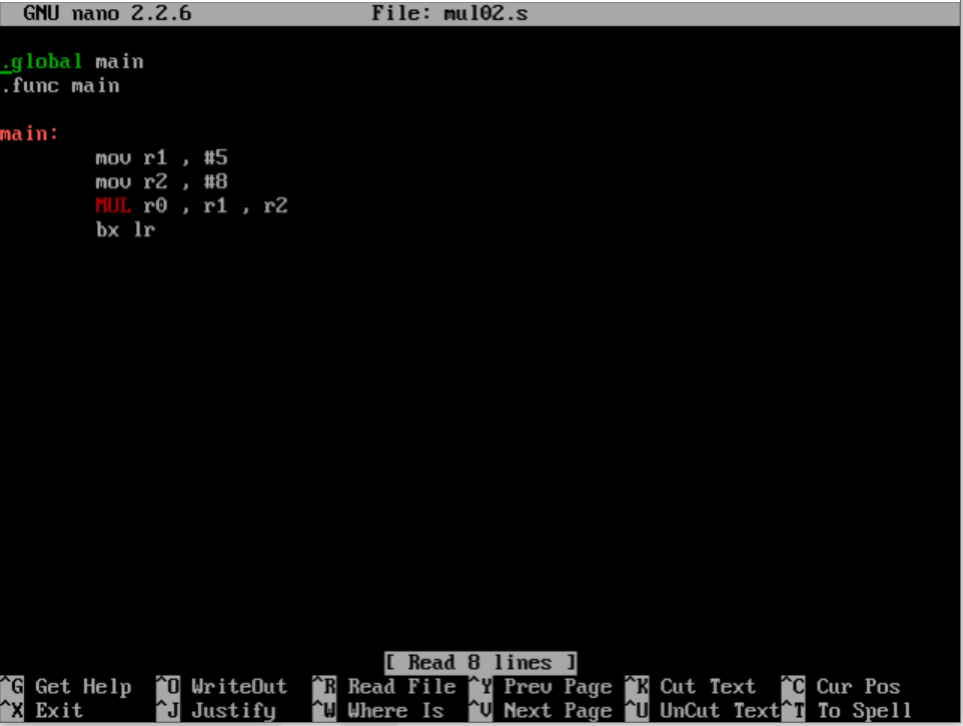 GNU nano 2.2.6 File: mul02.s
.global main
.func main
main:
mov r1 , #5
mov r2 , #8
MUL r0 , r1 , r2
bx lr
[ Read 8 lines ]
^G Get Help ^O WriteOut ^R Read File ^Y Prev Page ^K Cut Text ^C Cur Pos
^X Exit ^J Justify ^W Where Is ^V Next Page ^U UnCut Text ^T To Spell